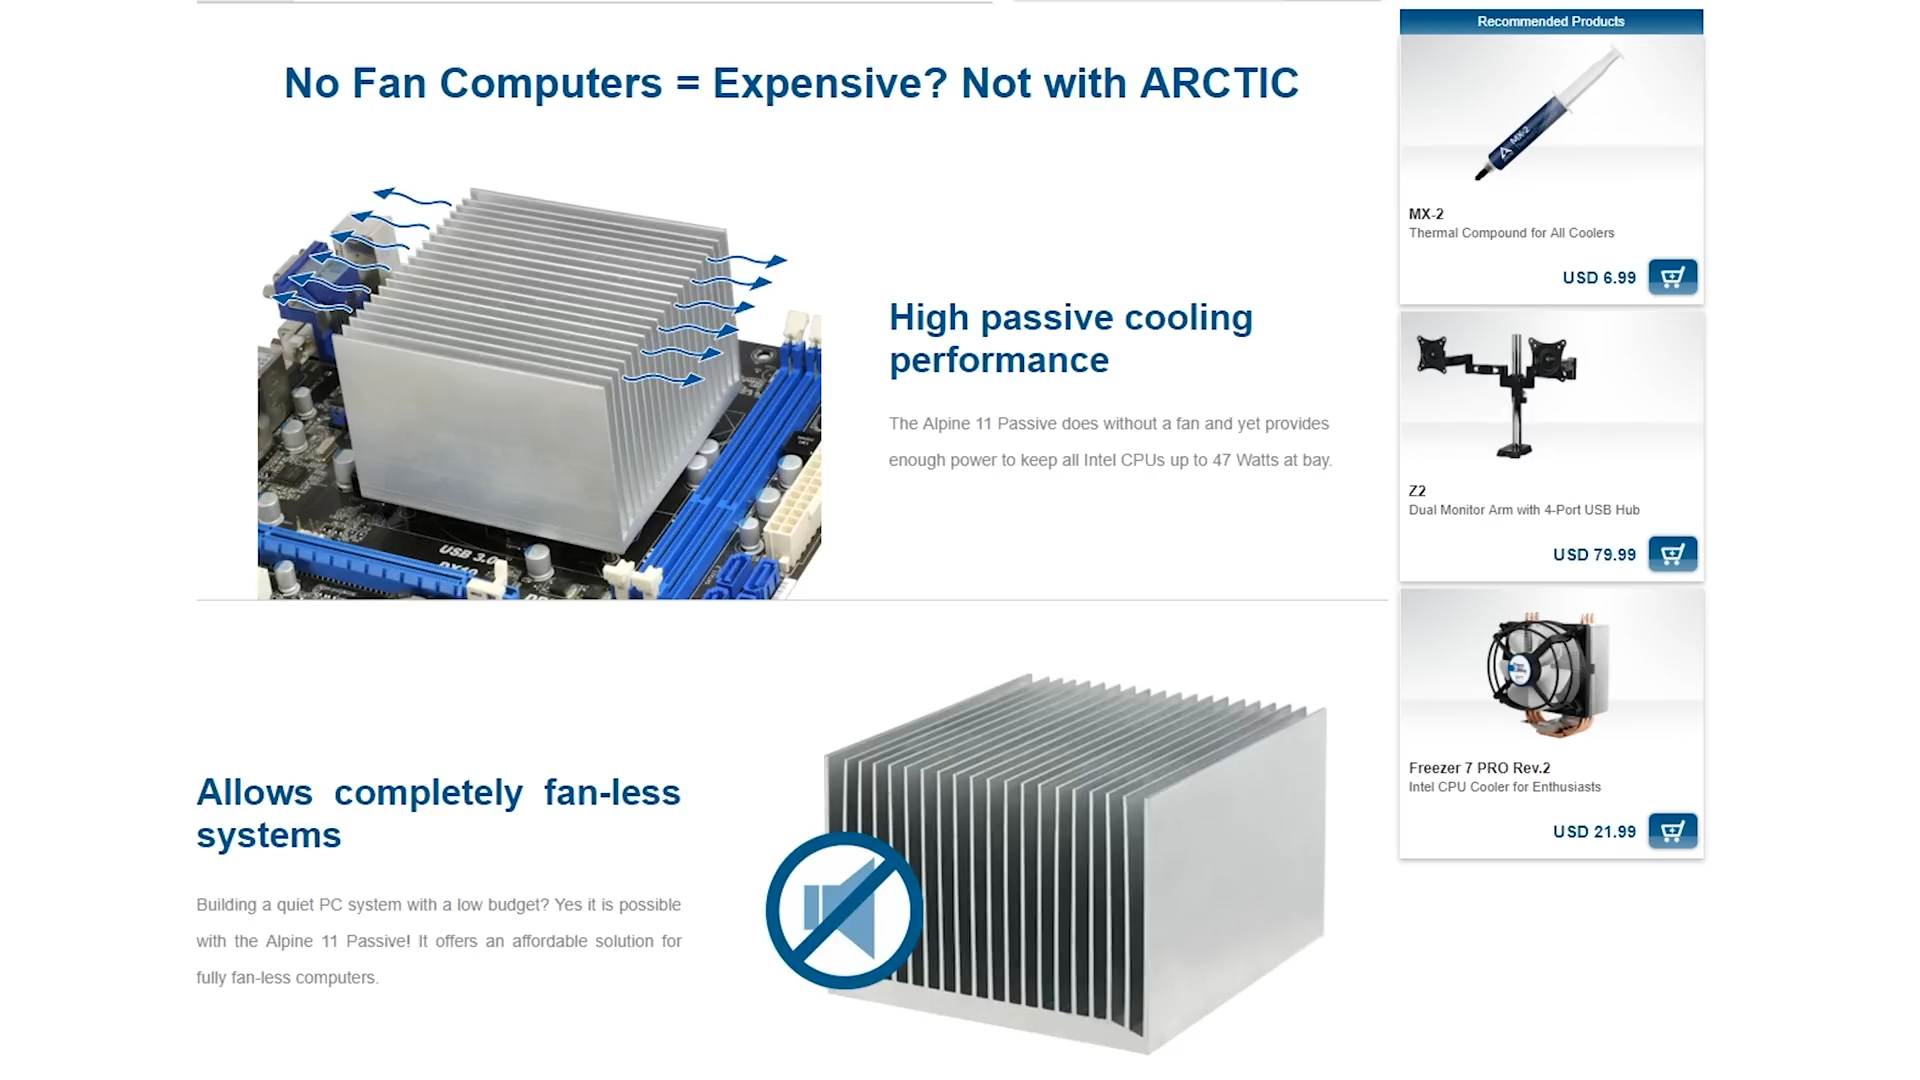 No Fan Computers = Expensive? Not with ARCTIC
USB 3.0
High passive cooling
performance
The Alpine 11 Passive does without a fan and yet provides
enough power to keep all Intel CPUs up to 47 Watts at bay.
Allows completely fan-less
systems
Building a quiet PC system with a low budget? Yes it is possible
with the Alpine 11 Passive! It offers an affordable solution for
fully fan-less computers.
Recommended Products
MX-2
MX-2
Thermal Compound for All Coolers
USD 6.99
Z2
Dual Monitor Arm with 4-Port USB Hub
USD 79.99
Freezer 7 PRO Rev.2
Intel CPU Cooler for Enthusiasts
USD 21.99